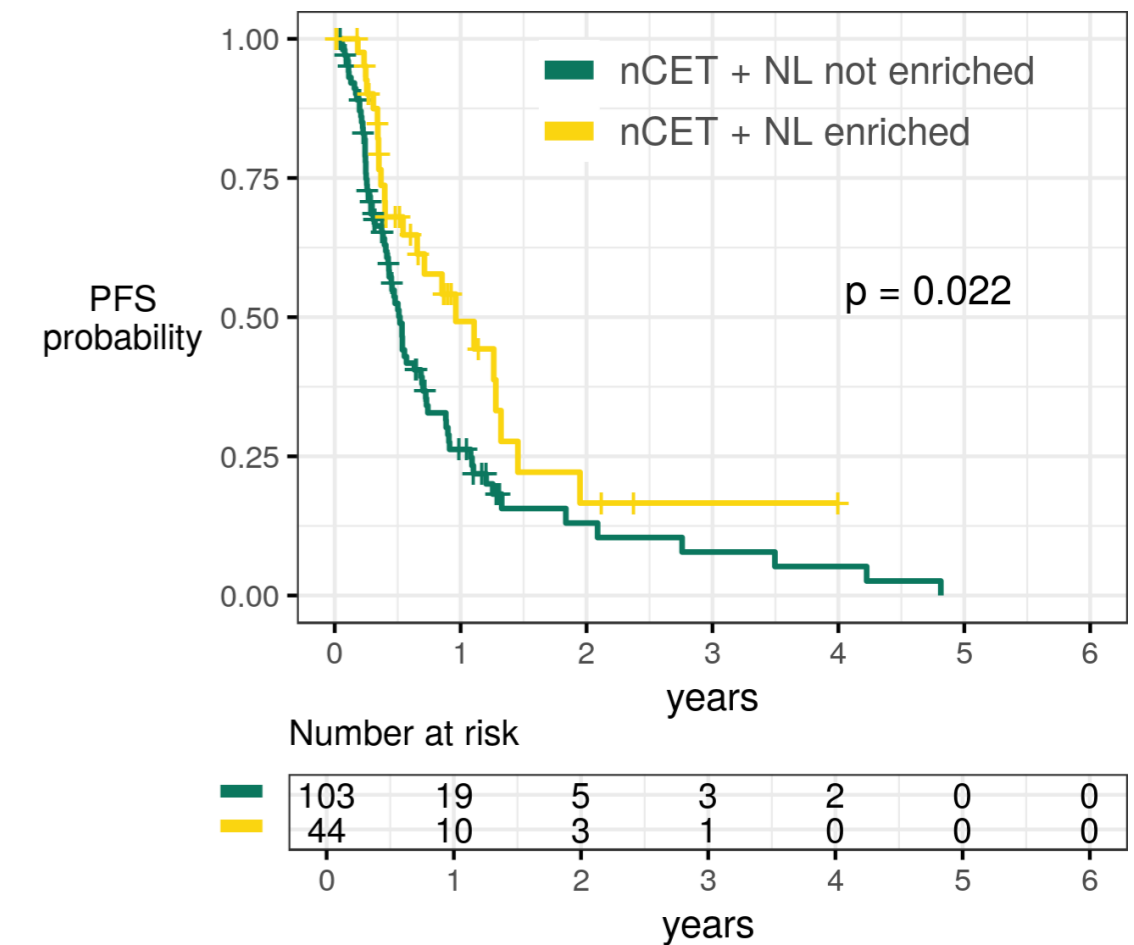 1.00
0.75
0.50
0.25
0.00
PFS
probability
nCET + NL not enriched
nCET + NL enriched
p = 0.022
0 1 2 3 4 5 6
years
Number at risk
103 19 5 3 2 0 0
44 10 3 1 0 0 0
0 1 2 3 4 5 6
years